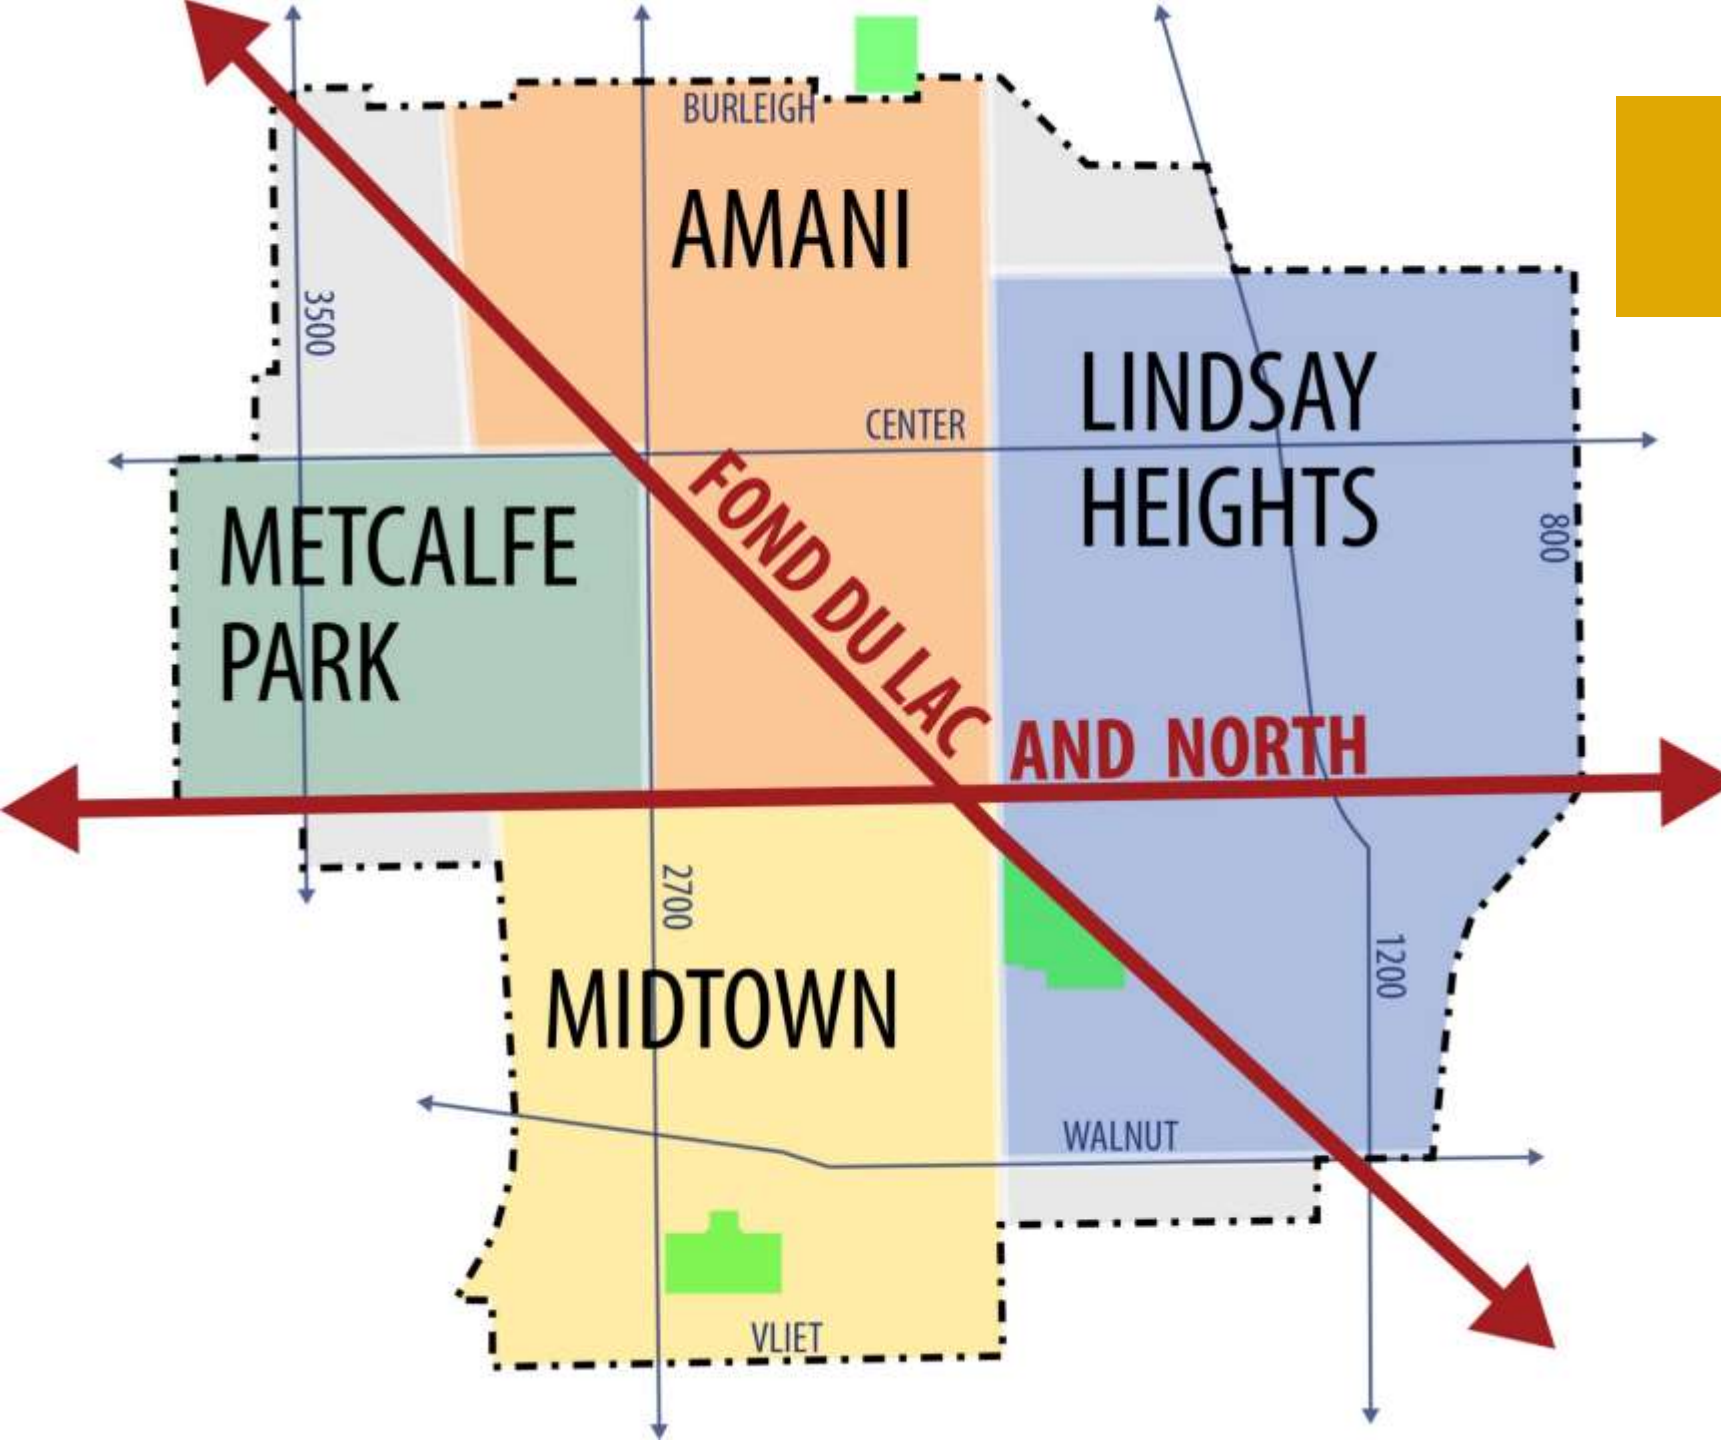 BURLEIGH
AMANI
3500
LINDSAY
HEIGHTS
CENTER
METCALFE
PARK
800
FOND DU LAC
AND NORTH
2700
MIDTOWN
1200
WALNUT
VLIET